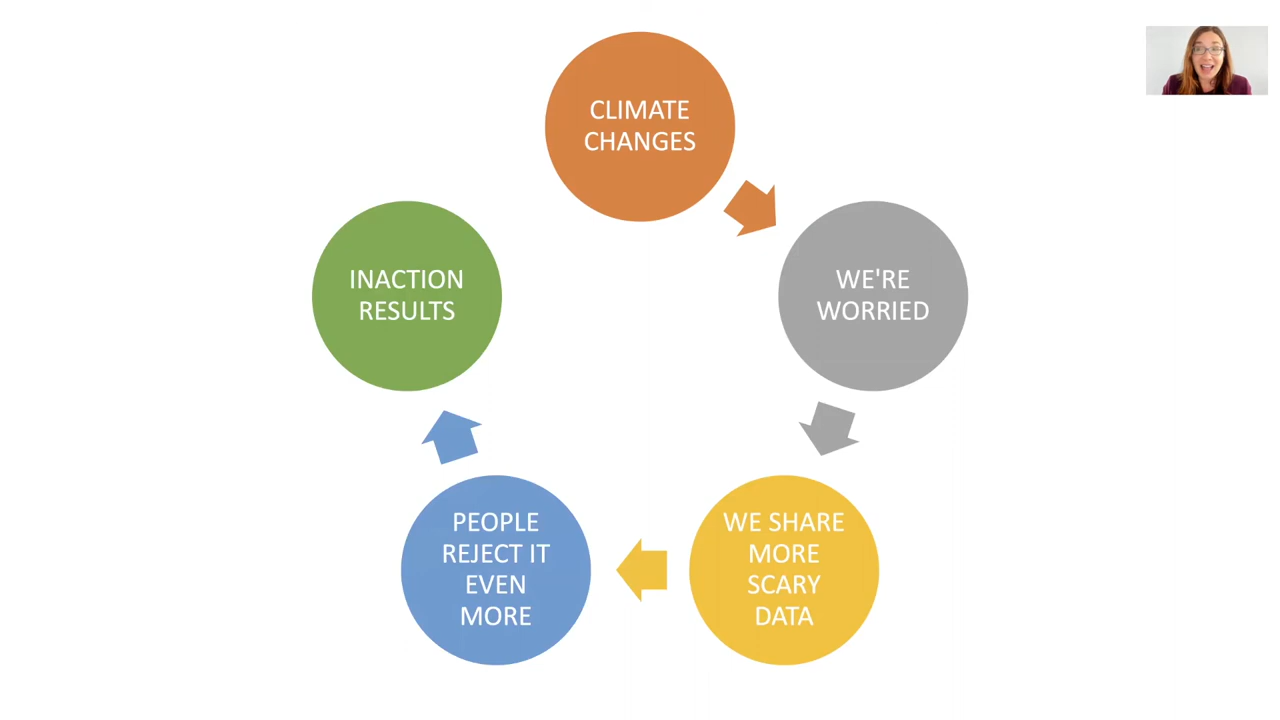 CLIMATE
CHANGES
WE'RE
WORRIED
WE SHARE
MORE
SCARY
DATA
PEOPLE
REJECT IT
EVEN
MORE
INACTION
RESULTS